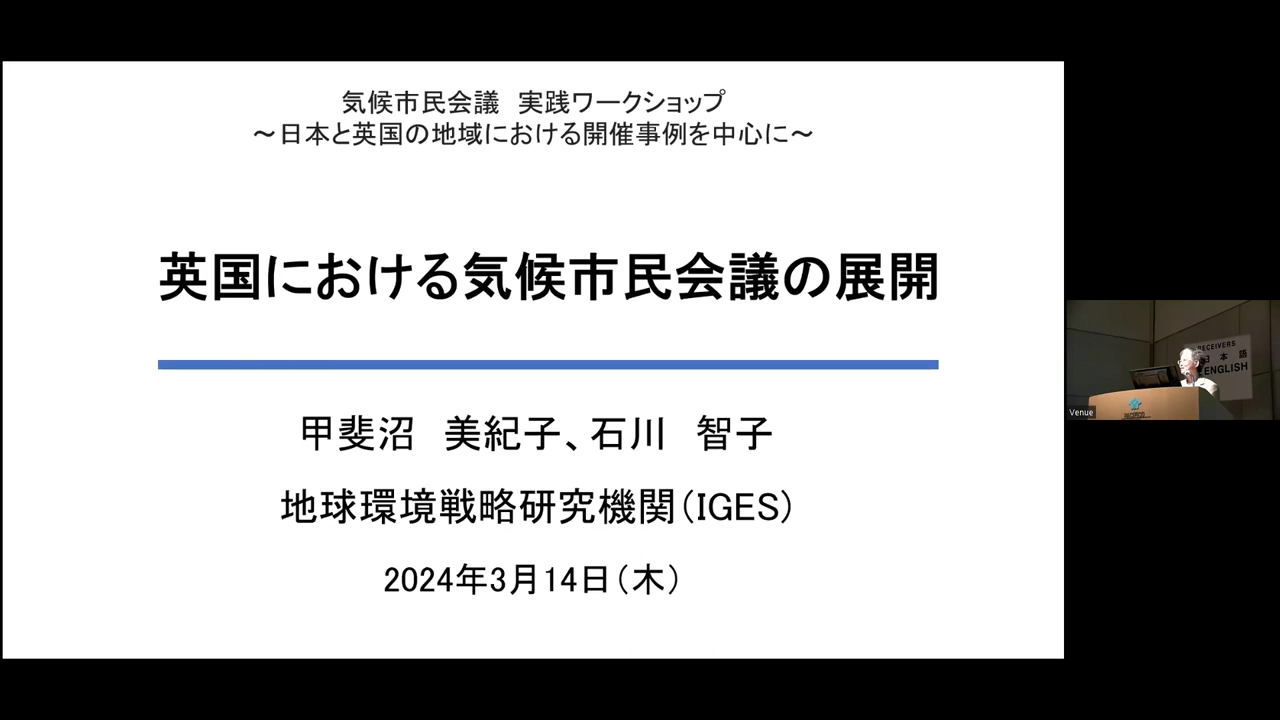 気候市民会議　実践ワークショップ
～日本と英国の地域における開催事例を中心に～
英国における気候市民会議の展開
甲斐沼　美紀子、石川　智子
地球環境戦略研究機関（IGES）
2024年3月14日（木）
RECEIVERS
日 本 語
ENGLISH
Venue